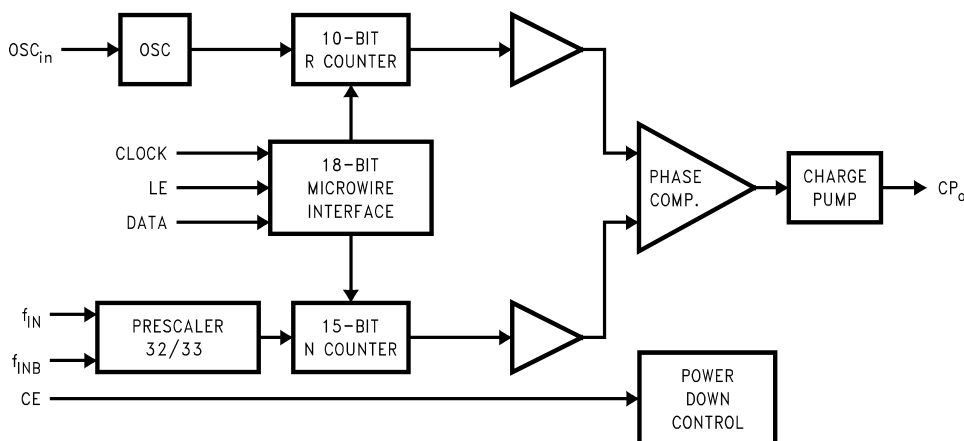 OSCin
OSC
10-BIT
R COUNTER
CLOCK
LE
DATA
18-BIT
MICROWIRE
INTERFACE
PHASE
COMP.
CHARGE
PUMP
CPo
fIN
fINB
PRESCALER
32/33
15-BIT
N COUNTER
CE
POWER
DOWN
CONTROL